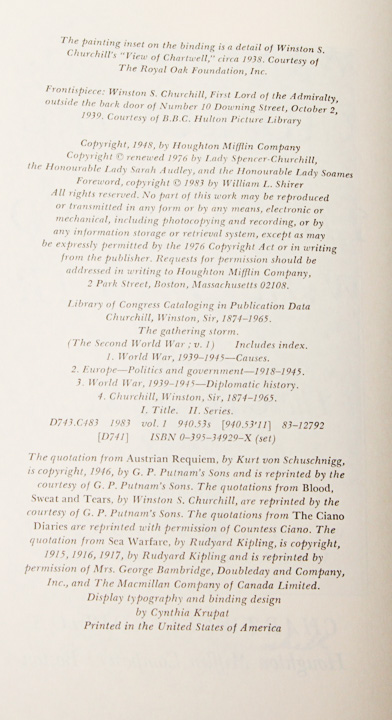 The painting inset on the binding is a detail of Winston S.
Churchill's "View of Chartwell," circa 1938. Courtesy of
The Royal Oak Foundation, Inc.
Frontispiece: Winston S. Churchill, First Lord of the Admiralty,
outside the back door of Number 10 Downing Street, October 2,
1939. Courtesy of B.B.C. Hulton Picture Library
Copyright, 1948, by Houghton Mifflin Company
Copyright © renewed 1976 by Lady Spencer-Churchill,
the Honourable Lady Sarah Audley, and the Honourable Lady Soames
Foreword, copyright © 1983 by William L. Shirer
All rights reserved. No part of this work may be reproduced
or transmitted in any form or by any means, electronic or
mechanical, including photocopying and recording, or by
any information storage or retrieval system, except as may
be expressly permitted by the 1976 Copyright Act or in writing
from the publisher. Requests for permission should be
addressed in writing to Houghton Mifflin Company,
2 Park Street, Boston, Massachusetts 02108.
Library of Congress Cataloging in Publication Data
Churchill, Winston, Sir, 1874–1965.
The gathering storm.
(The Second World War ; v. 1) Includes index.
1. World War, 1939–1945—Causes.
2. Europe—Politics and government—1918–1945.
3. World War, 1939–1945—Diplomatic history.
4. Churchill, Winston, Sir, 1874–1965.
I. Title. II. Series.
D743.C483 1983 vol. 1 940.53s [940.53'11] 83–12792
[D741] ISBN 0–395–34929–X (set)
The quotation from Austrian Requiem, by Kurt von Schuschnigg,
is copyright, 1946, by G. P. Putnam's Sons and is reprinted by the
courtesy of G. P. Putnam's Sons. The quotations from Blood,
Sweat and Tears, by Winston S. Churchill, are reprinted by the
courtesy of G. P. Putnam's Sons. The quotations from The Ciano
Diaries are reprinted with permission of Countess Ciano. The
quotation from Sea Warfare, by Rudyard Kipling, is copyright,
1915, 1916, 1917, by Rudyard Kipling and is reprinted by
permission of Mrs. George Bambridge, Doubleday and Company,
Inc., and The Macmillan Company of Canada Limited.
Display typography and binding design
by Cynthia Krupat
Printed in the United States of America